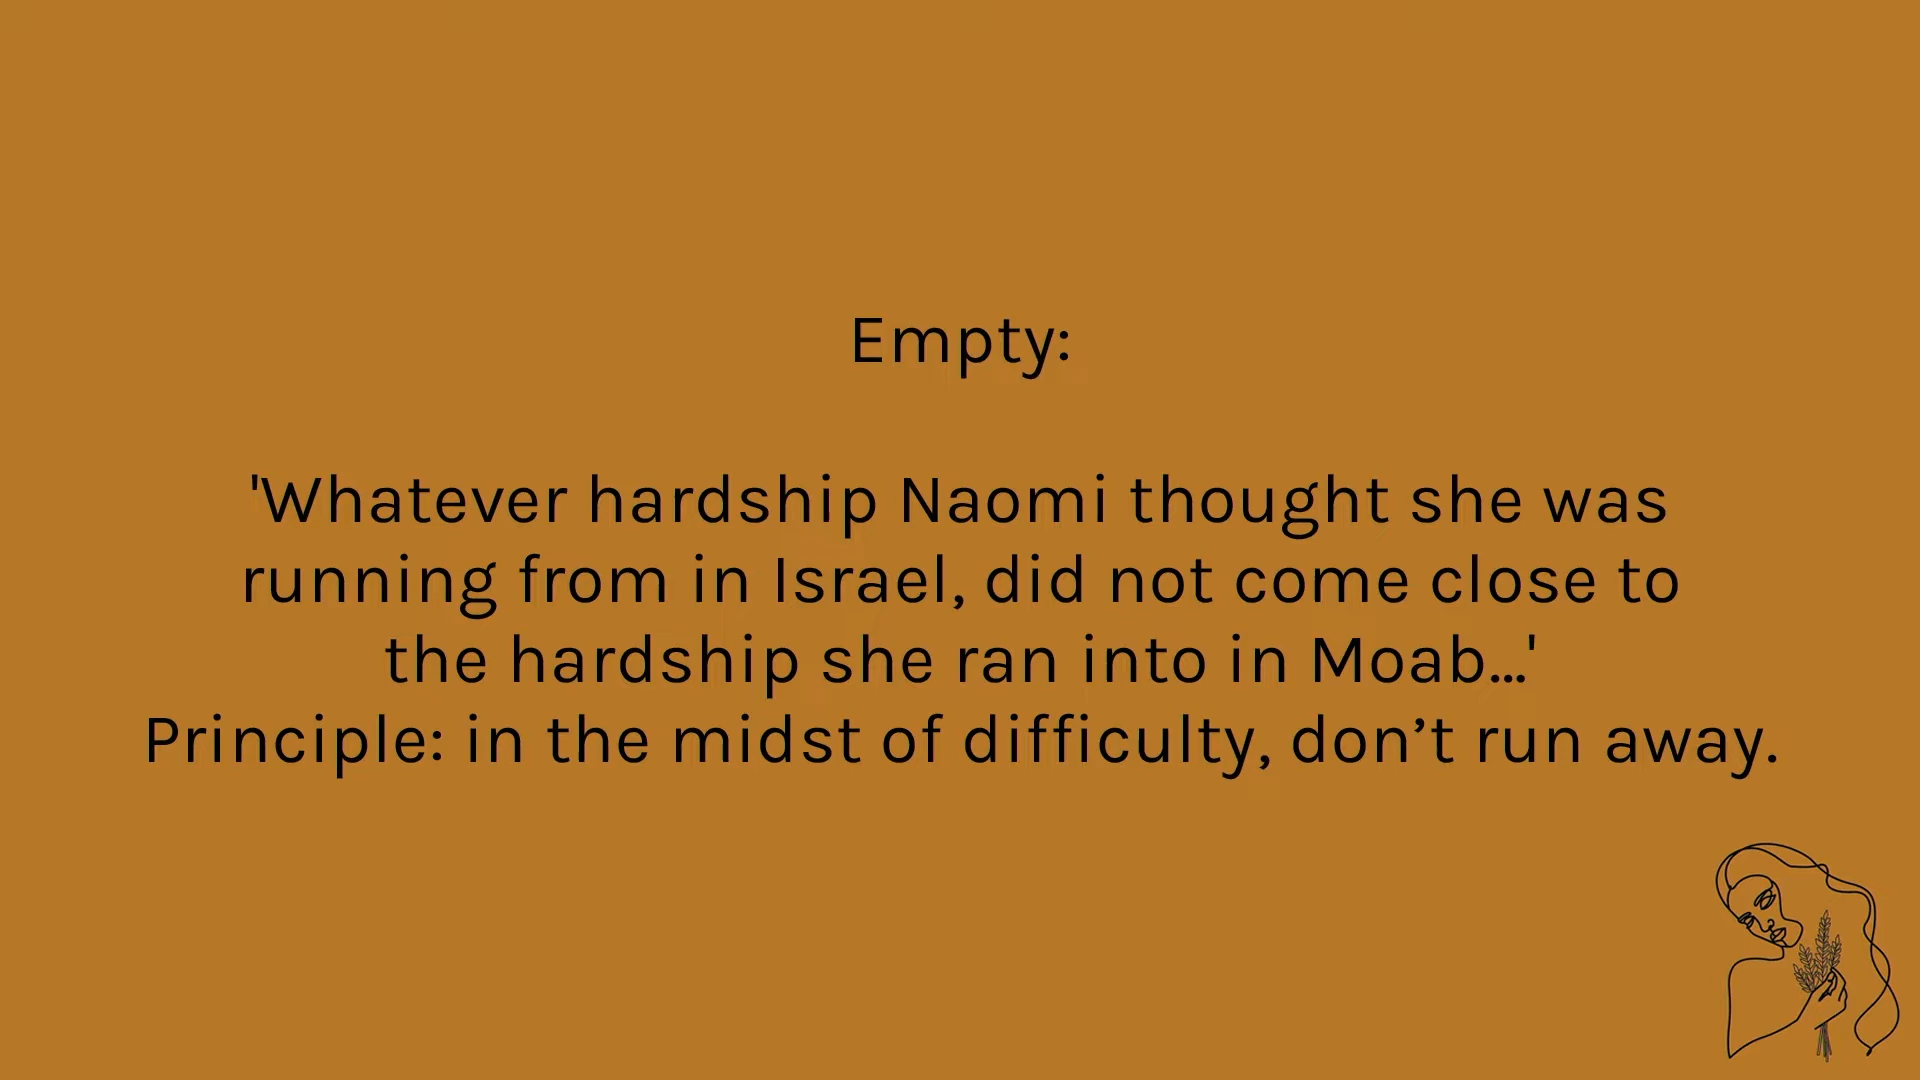 Empty:
'Whatever hardship Naomi thought she was
running from in Israel, did not come close to
the hardship she ran into in Moab...'
Principle: in the midst of difficulty, don’t run away.